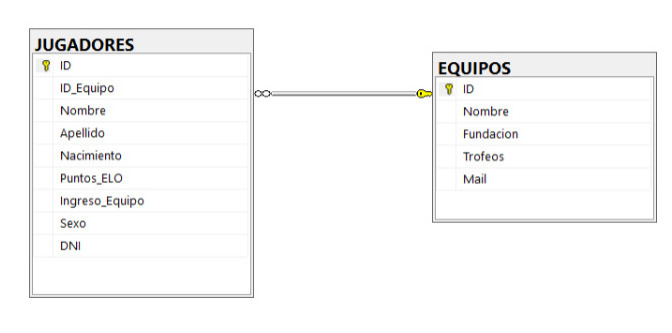 JUGADORES
ID
ID_Equipo
Nombre
Apellido
Nacimiento
Puntos_ELO
Ingreso_Equipo
Sexo
DNI
EQUIPOS
ID
Nombre
Fundacion
Trofeos
Mail